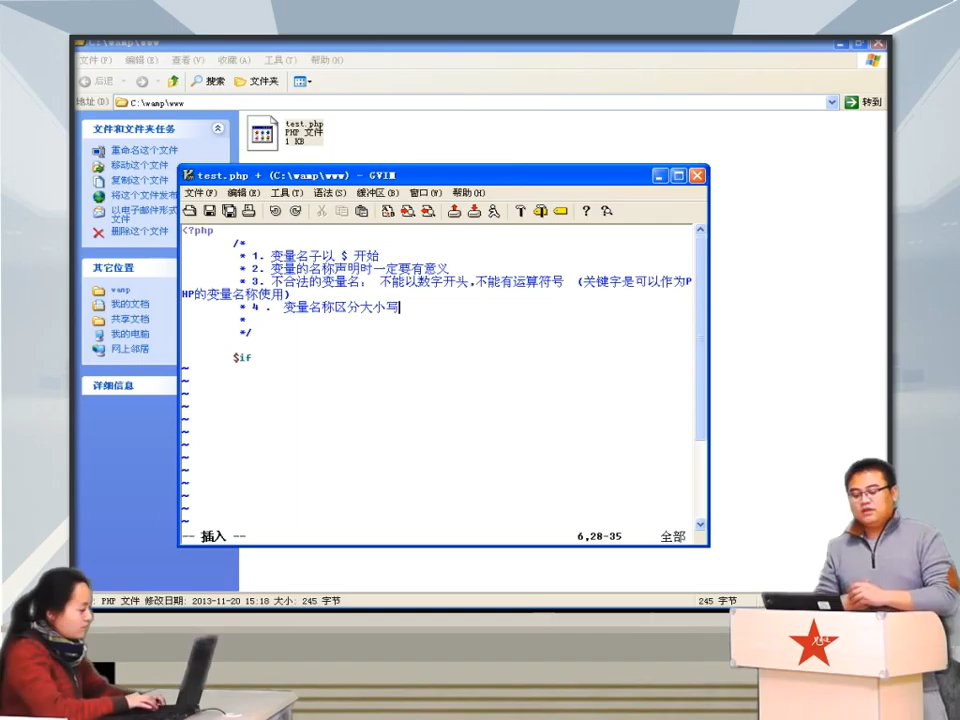 C:\wamp\www
文件(F) 编辑(E) 查看(V) 收藏(A) 工具(T) 帮助(H)
后退 搜索 文件夹
地址(D) C:\wamp\www 转到
文件和文件夹任务
重命名这个文件
移动这个文件
复制这个文件
将这个文件发布
以电子邮件形式
文件
删除这个文件
其它位置
wamp
我的文档
共享文档
我的电脑
网上邻居
详细信息
test.php
PHP 文件
1 KB
test.php + (C:\wamp\www) - GVIM
文件(F) 编辑(E) 工具(T) 语法(S) 缓冲区(B) 窗口(W) 帮助(H)
<?php
/*
* 1. 变量名子以 $ 开始
* 2. 变量的名称声明时一定要有意义
* 3. 不合法的变量名: 不能以数字开头,不能有运算符号 (关键字是可以作为P
HP的变量名称使用)
* 4 . 变量名称区分大小写
*
*/
$if
~
~
~
~
~
~
~
~
~
~
~
~
~
-- 插入 -- 6,28-35 全部
PHP 文件 修改日期: 2013-11-20 15:18 大小: 245 字节 245 字节